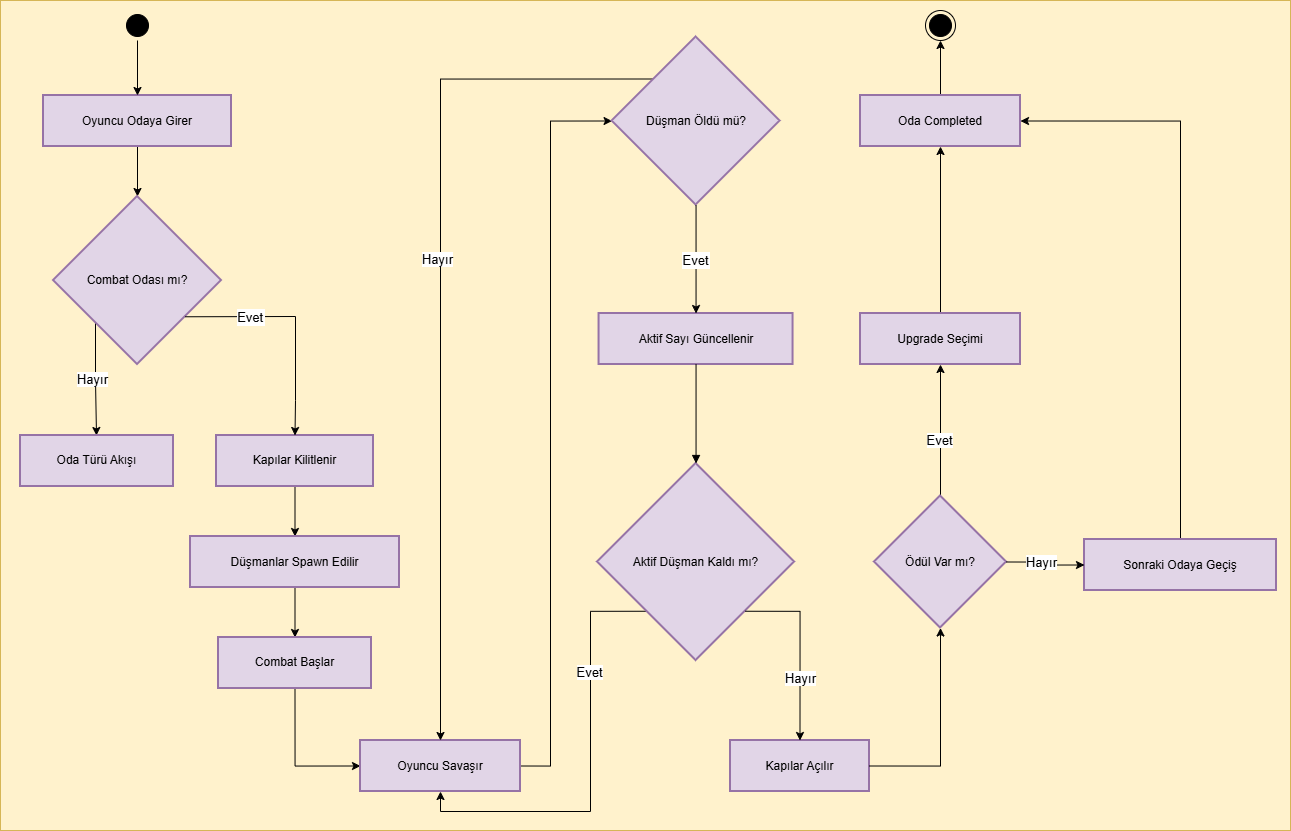 Oyuncu Odaya Girer
Combat Odası mı?
Evet
Hayır
Oda Türü Akışı
Kapılar Kilitlenir
Düşmanlar Spawn Edilir
Combat Başlar
Oyuncu Savaşır
Hayır
Düşman Öldü mü?
Evet
Aktif Sayı Güncellenir
Aktif Düşman Kaldı mı?
Evet
Hayır
Kapılar Açılır
Ödül Var mı?
Hayır
Sonraki Odaya Geçiş
Evet
Upgrade Seçimi
Oda Completed